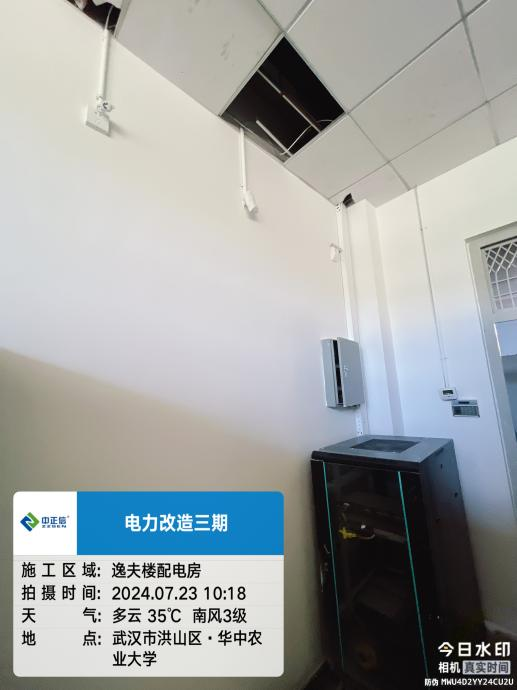 中正信®
ZZSEN
电力改造三期
施工区域: 逸夫楼配电房
拍摄时间: 2024.07.23 10:18
天气: 多云 35℃ 南风3级
地点: 武汉市洪山区·华中农
业大学
今日水印
相机 真实时间
防伪 MWU4D2YY24CU2U